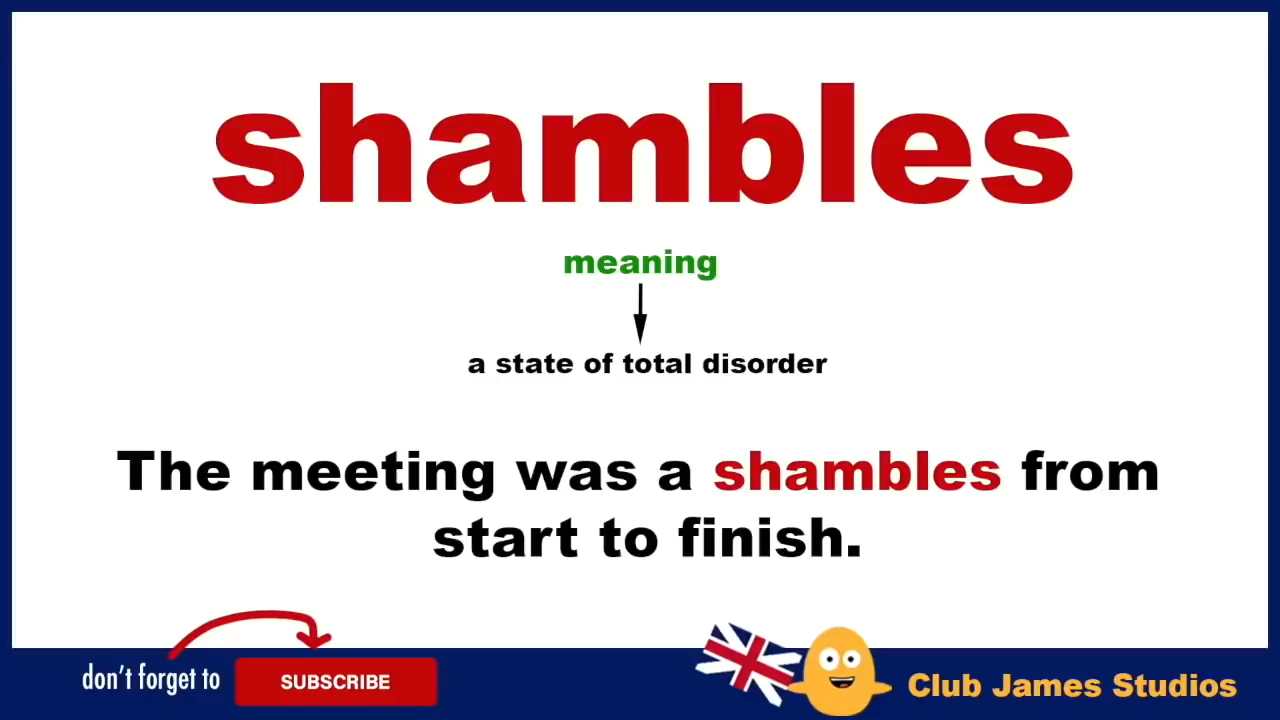 shambles
meaning
a state of total disorder
The meeting was a shambles from
start to finish.
don't forget to
SUBSCRIBE
Club James Studios